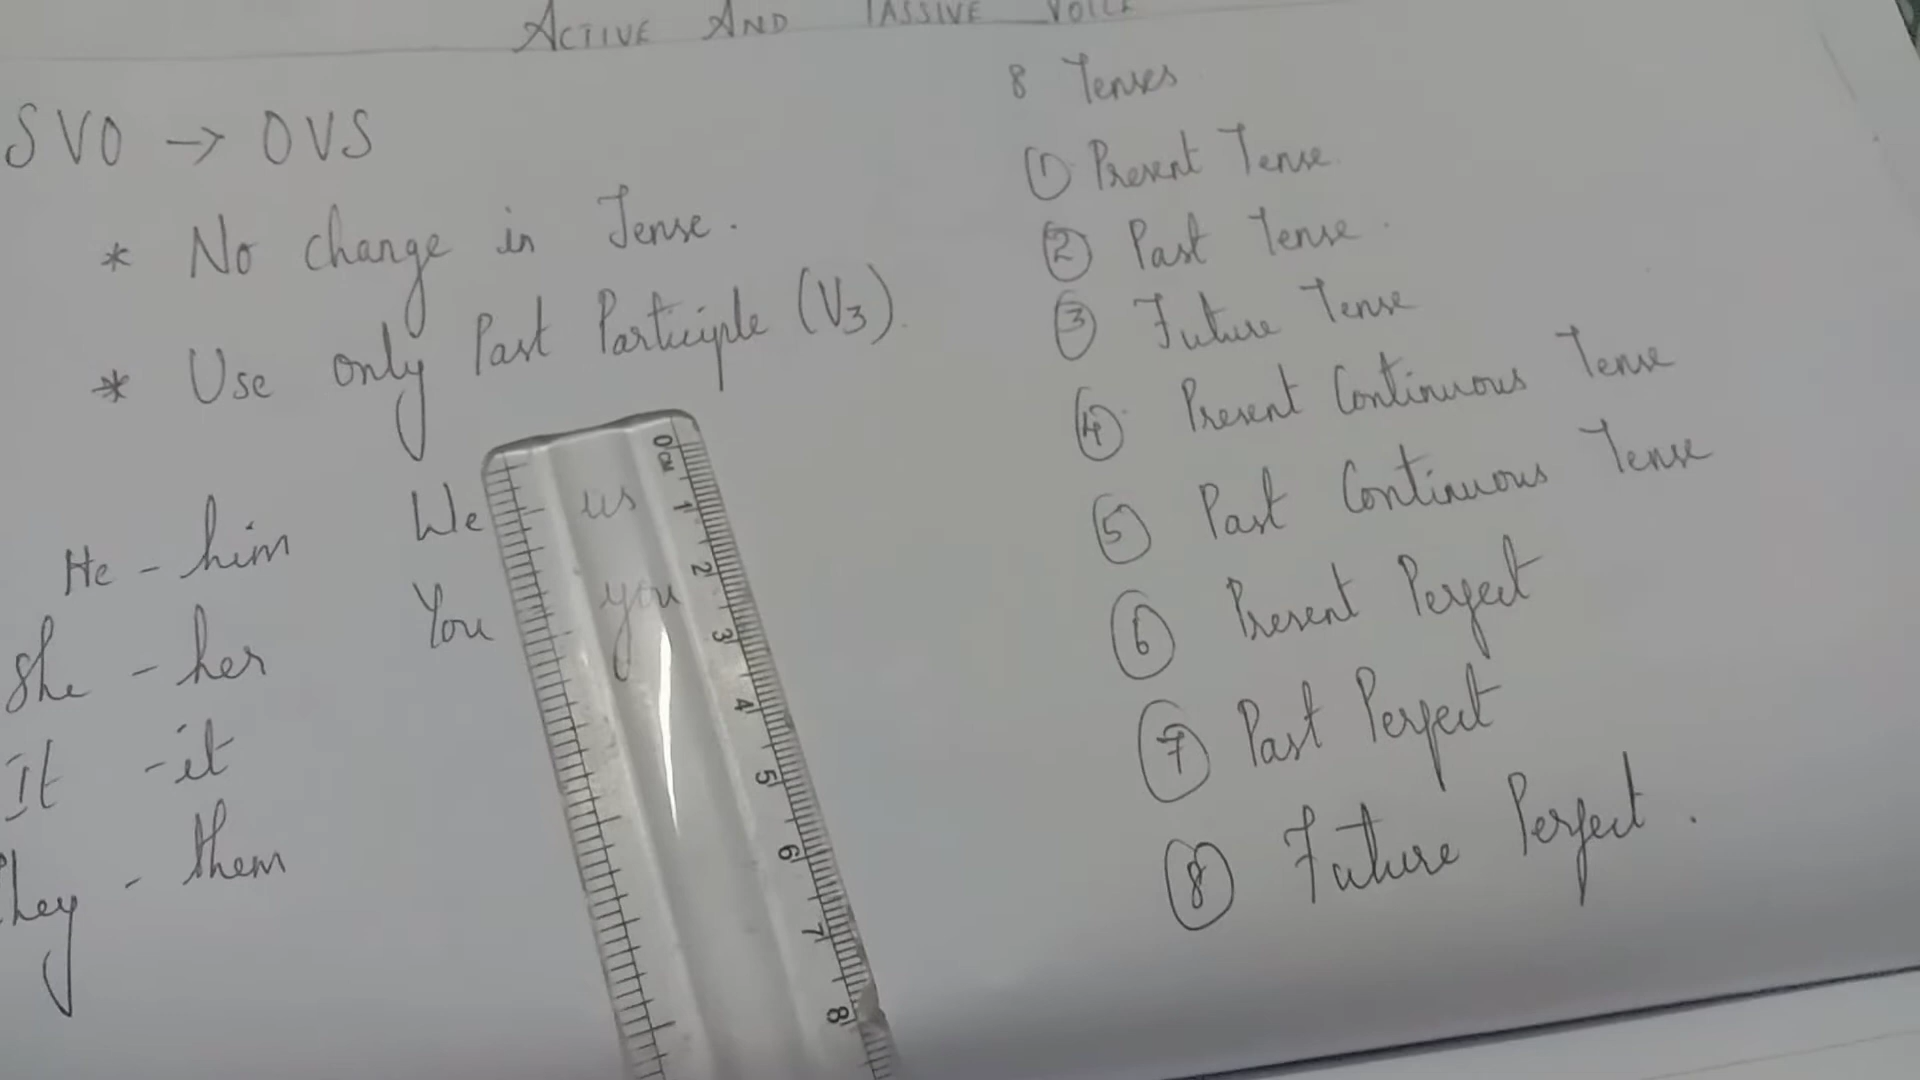 ACTIVE AND PASSIVE VOICE
SVO → OVS
* No change in Tense.
* Use only Past Participle (V3).
He - him
She - her
It - it
They - them
We us
You you
0 CM 1 2 3 4 5 6 7 8
8 Tenses
① Present Tense.
② Past Tense.
③ Future Tense
④ Present Continuous Tense
⑤ Past Continuous Tense
⑥ Present Perfect
⑦ Past Perfect
⑧ Future Perfect.